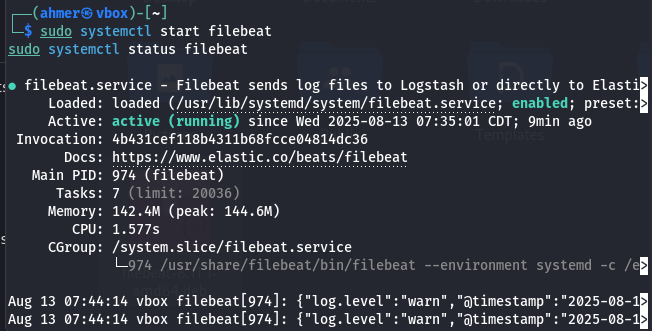 ┌──(ahmer㉿vbox)-[~]
└─$ sudo systemctl start filebeat
sudo systemctl status filebeat
● filebeat.service - Filebeat sends log files to Logstash or directly to Elasti>
Loaded: loaded (/usr/lib/systemd/system/filebeat.service; enabled; preset:>
Active: active (running) since Wed 2025-08-13 07:35:01 CDT; 9min ago
Invocation: 4b431cef118b4311b68fcce04814dc36
Docs: https://www.elastic.co/beats/filebeat
Main PID: 974 (filebeat)
Tasks: 7 (limit: 20036)
Memory: 142.4M (peak: 144.6M)
CPU: 1.577s
CGroup: /system.slice/filebeat.service
└─974 /usr/share/filebeat/bin/filebeat --environment systemd -c /e>
Aug 13 07:44:14 vbox filebeat[974]: {"log.level":"warn","@timestamp":"2025-08-1>
Aug 13 07:44:14 vbox filebeat[974]: {"log.level":"warn","@timestamp":"2025-08-1>
Templates